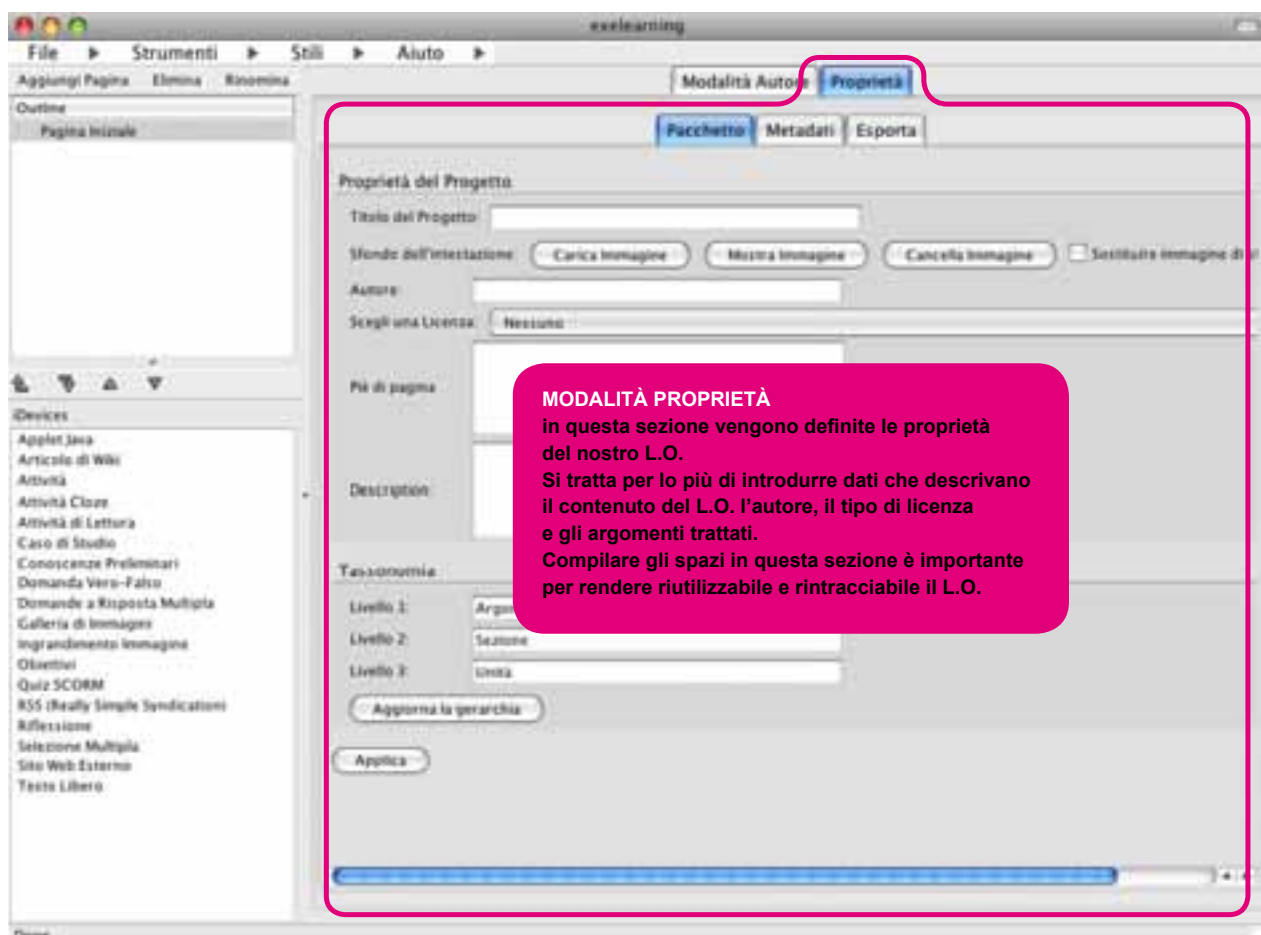 exelearning
File Strumenti Stili Aiuto
Aggiungi Pagina Elimina Rinomina
Modalità Autore Proprietà
Outline
Pagina Iniziale
Pacchetto Metadati Esporta
Proprietà del Progetto
Titolo del Progetto:
Sfondo dell'intestazione: Carica Immagine Mostra Immagine Cancella Immagine Sostituire immagine di
Autore:
Scegli una Licenza: Nessuno
Piè di pagina
Description:
MODALITÀ PROPRIETÀ
in questa sezione vengono definite le proprietà
del nostro L.O.
Si tratta per lo più di introdurre dati che descrivano
il contenuto del L.O. l'autore, il tipo di licenza
e gli argomenti trattati.
Compilare gli spazi in questa sezione è importante
per rendere riutilizzabile e rintracciabile il L.O.
Tassonomia
Livello 1:
Livello 2: Sezione
Livello 3: Unità
Aggiorna la gerarchia
Applica
iDevices
Applet Java
Articolo di Wiki
Attività
Attività Cloze
Attività di Lettura
Caso di Studio
Conoscenze Preliminari
Domanda Vero-Falso
Domande a Risposta Multipla
Galleria di Immagini
Ingrandimento Immagine
Obiettivi
Quiz SCORM
RSS (Really Simple Syndication)
Riflessione
Selezione Multipla
Sito Web Esterno
Testo Libero